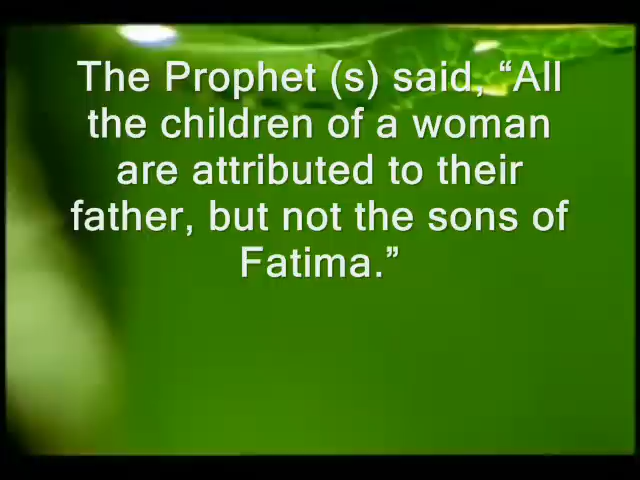 The Prophet (s) said, “All
the children of a woman
are attributed to their
father, but not the sons of
Fatima.”